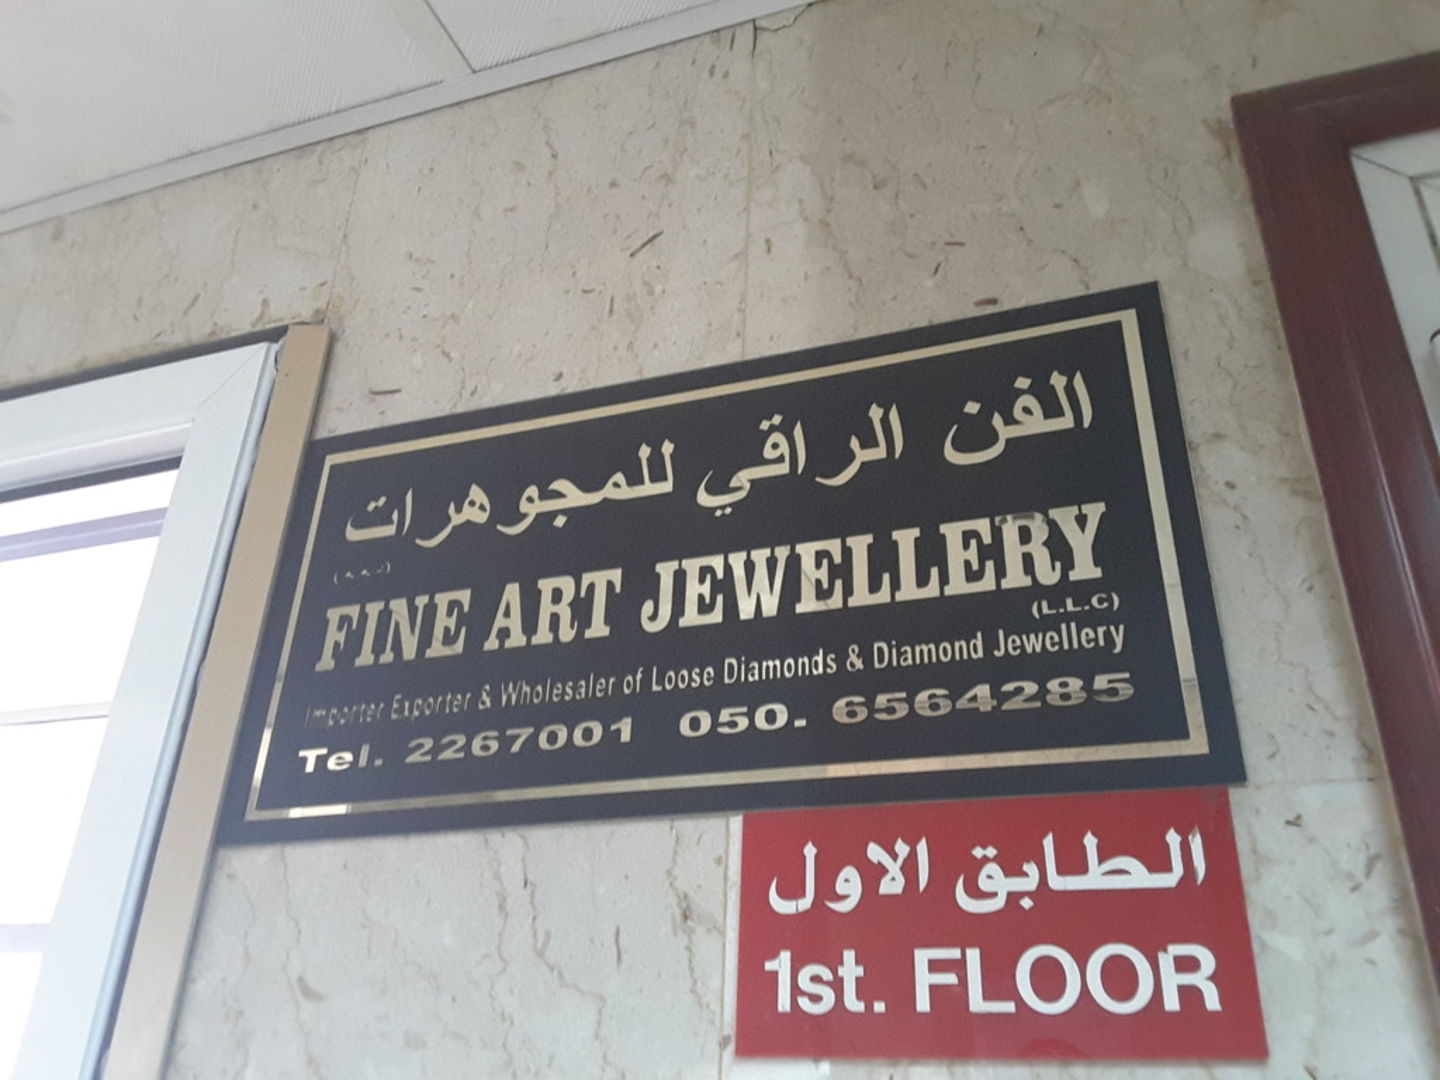 الفن الراقي للمجوهرات
(ذ.م.م)
FINE ART JEWELLERY
(L.L.C)
Importer Exporter & Wholesaler of Loose Diamonds & Diamond Jewellery
Tel. 2267001 050. 6564285
الطابق الاول
1st. FLOOR